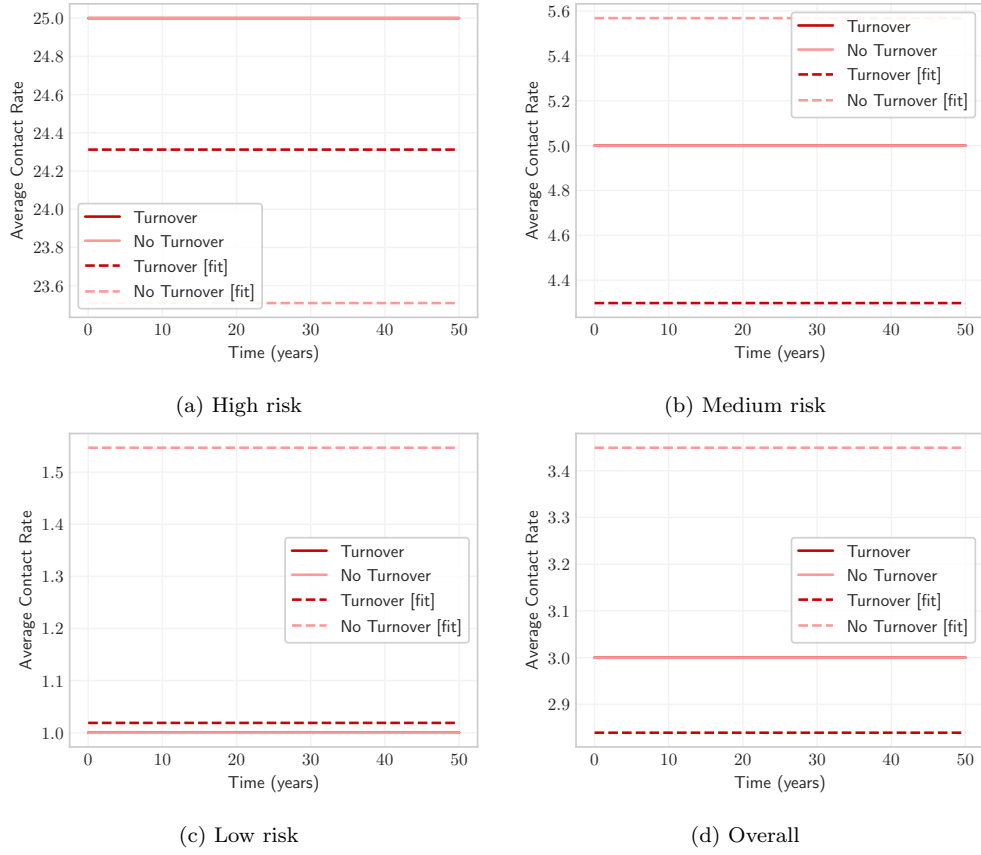 25.0
24.8
24.6
24.4
24.2
24.0
23.8
23.6
Average Contact Rate
Turnover
No Turnover
Turnover [fit]
No Turnover [fit]
0 10 20 30 40 50
Time (years)
(a) High risk
5.6
5.4
5.2
5.0
4.8
4.6
4.4
Average Contact Rate
Turnover
No Turnover
Turnover [fit]
No Turnover [fit]
0 10 20 30 40 50
Time (years)
(b) Medium risk
1.5
1.4
1.3
1.2
1.1
1.0
Average Contact Rate
Turnover
No Turnover
Turnover [fit]
No Turnover [fit]
0 10 20 30 40 50
Time (years)
(c) Low risk
3.4
3.3
3.2
3.1
3.0
2.9
Average Contact Rate
Turnover
No Turnover
Turnover [fit]
No Turnover [fit]
0 10 20 30 40 50
Time (years)
(d) Overall